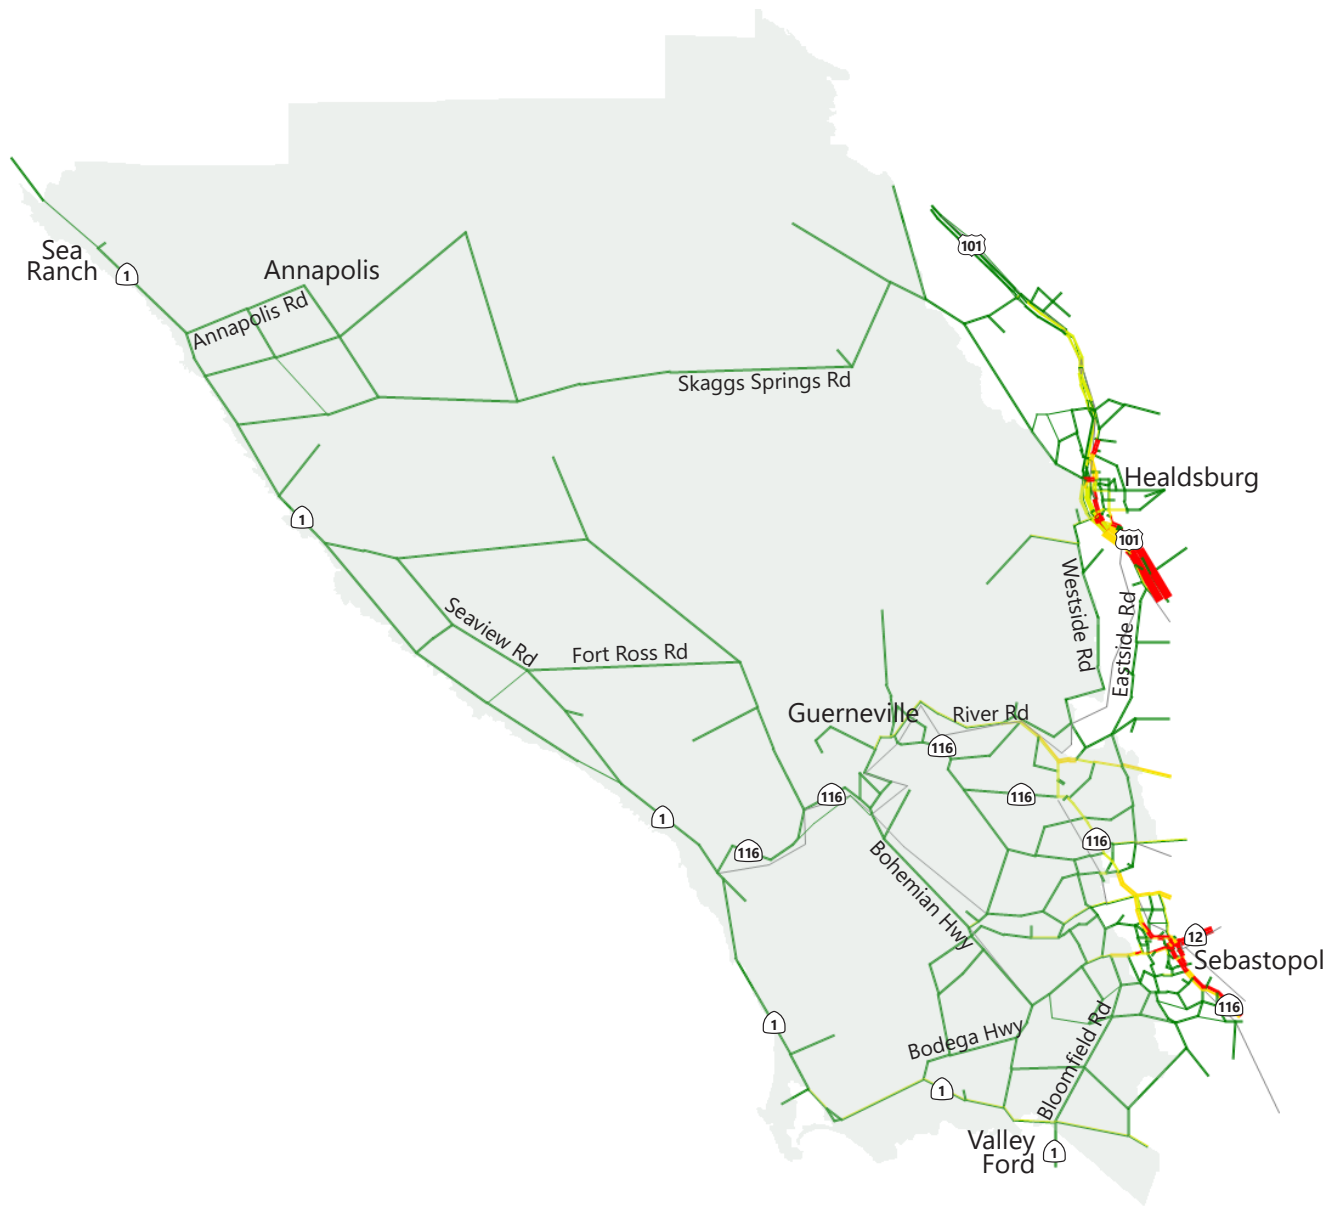 101
Sea
Ranch
1
Annapolis
Annapolis Rd
Skaggs Springs Rd
Healdsburg
1
101
Westside Rd
Eastside Rd
Seaview Rd
Fort Ross Rd
Guerneville
River Rd
116
116
116
1
116
116
Bohemian Hwy
12
Sebastopol
116
1
Bodega Hwy
Bloomfield Rd
1
Valley
Ford
1